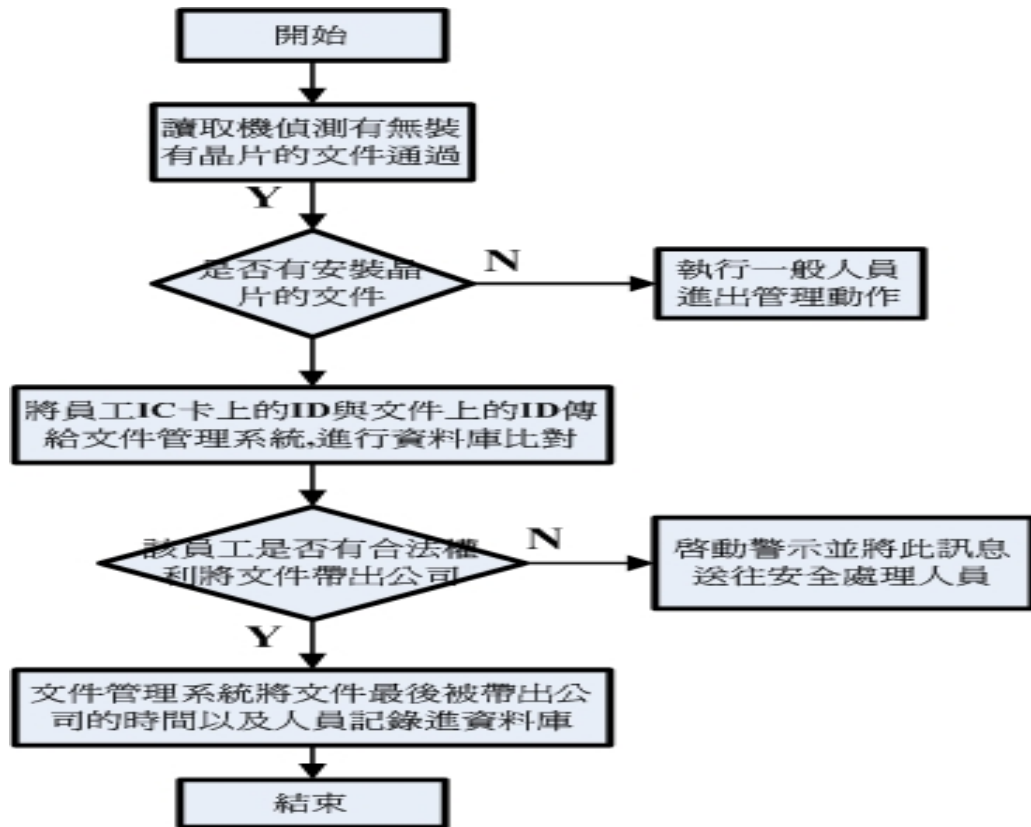 開始
讀取機偵測有無裝
有晶片的文件通過
Y
是否有安裝晶
片的文件
N
執行一般人員
進出管理動作
將員工IC卡上的ID與文件上的ID傳
給文件管理系統,進行資料庫比對
該員工是否有合法權
利將文件帶出公司
N
啓動警示並將此訊息
送往安全處理人員
Y
文件管理系統將文件最後被帶出公
司的時間以及人員記錄進資料庫
結束